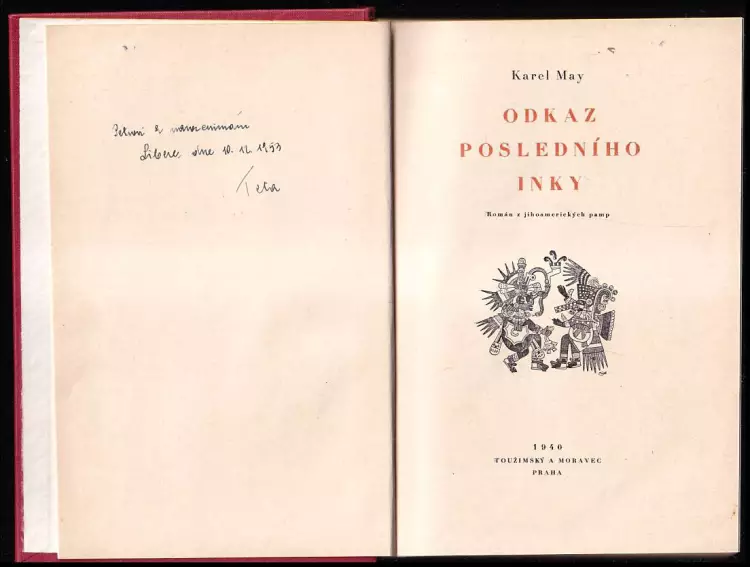 k narozeninám
Liberec, dne 10. 12. 1953
Teta
Karel May
ODKAZ
POSLEDNÍHO
INKY
Román z jihoamerických pamp
1940
TOUŽIMSKÝ A MORAVEC
PRAHA